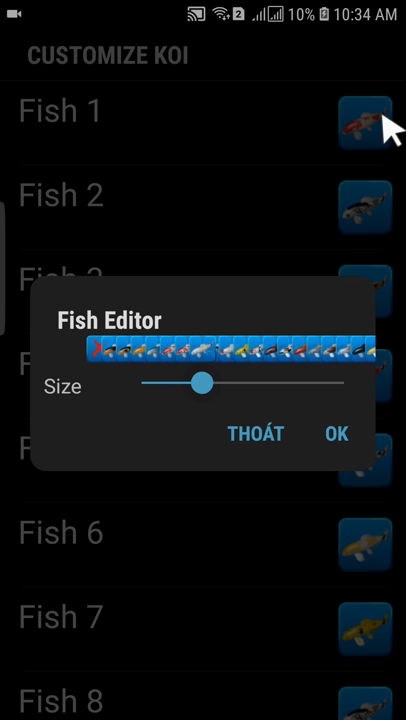 2 10% 10:34 AM
CUSTOMIZE KOI
Fish 1
Fish 2
Fish Editor
Size
THOÁT OK
Fish 6
Fish 7
Fish 8